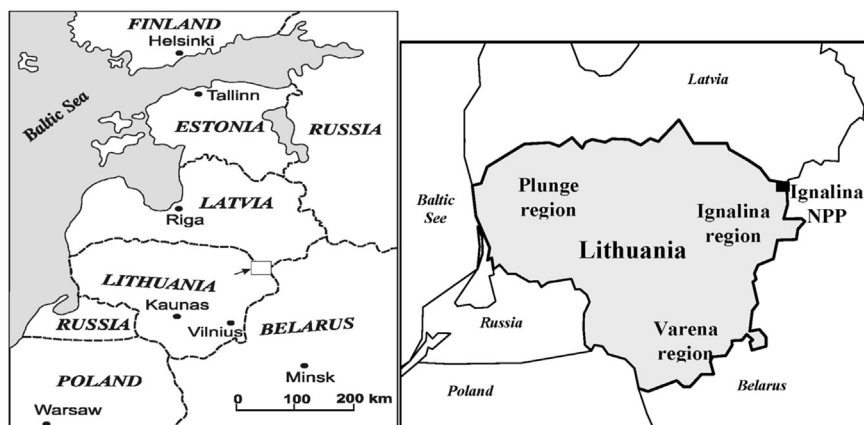 FINLAND
Helsinki
Baltic Sea
Tallinn
ESTONIA
RUSSIA
LATVIA
Riga
LITHUANIA
Kaunas
Vilnius
RUSSIA
BELARUS
POLAND
Minsk
Warsaw
0 100 200 km
Latvia
Baltic
See
Plunge
region
Ignalina
NPP
Ignalina
region
Lithuania
Russia
Varena
region
Poland
Belarus